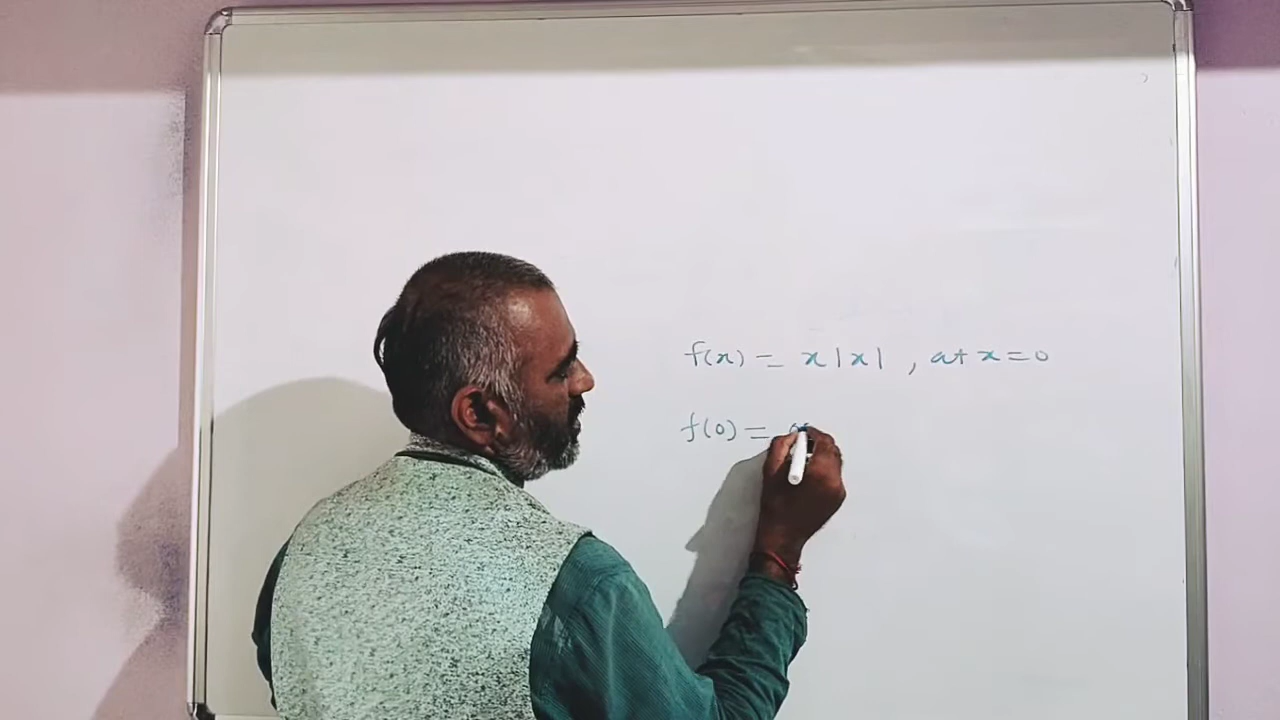 f(x) = x|x| , at x=0
f(0) =